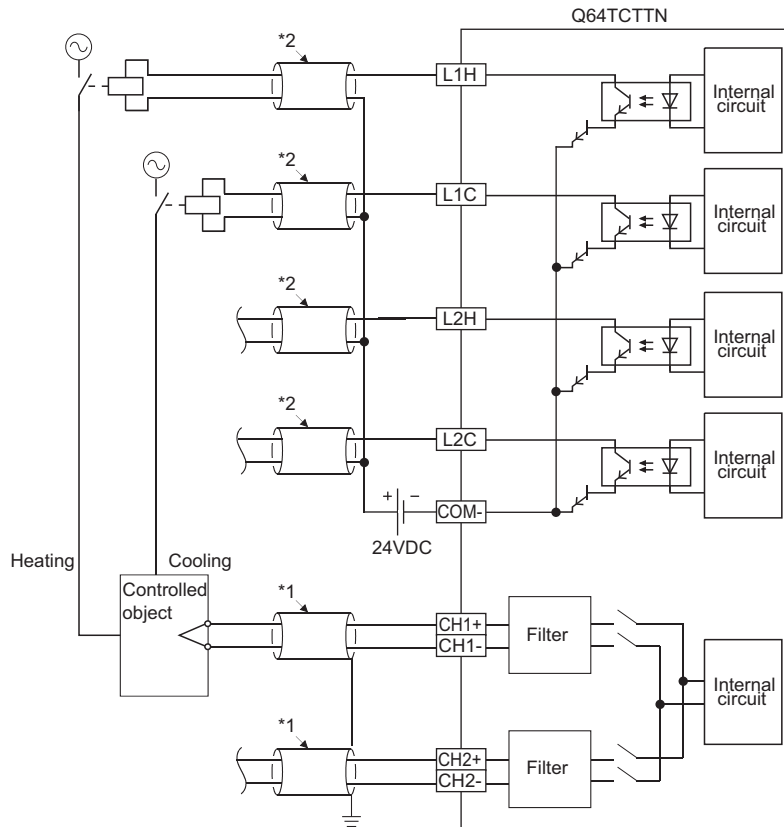 Q64TCTTN
*2
L1H
Internal
circuit
*2
L1C
Internal
circuit
*2
L2H
Internal
circuit
*2
L2C
Internal
circuit
+ −
COM-
24VDC
Heating
Cooling
Controlled
object
*1
CH1+
CH1-
Filter
Internal
circuit
*1
CH2+
CH2-
Filter